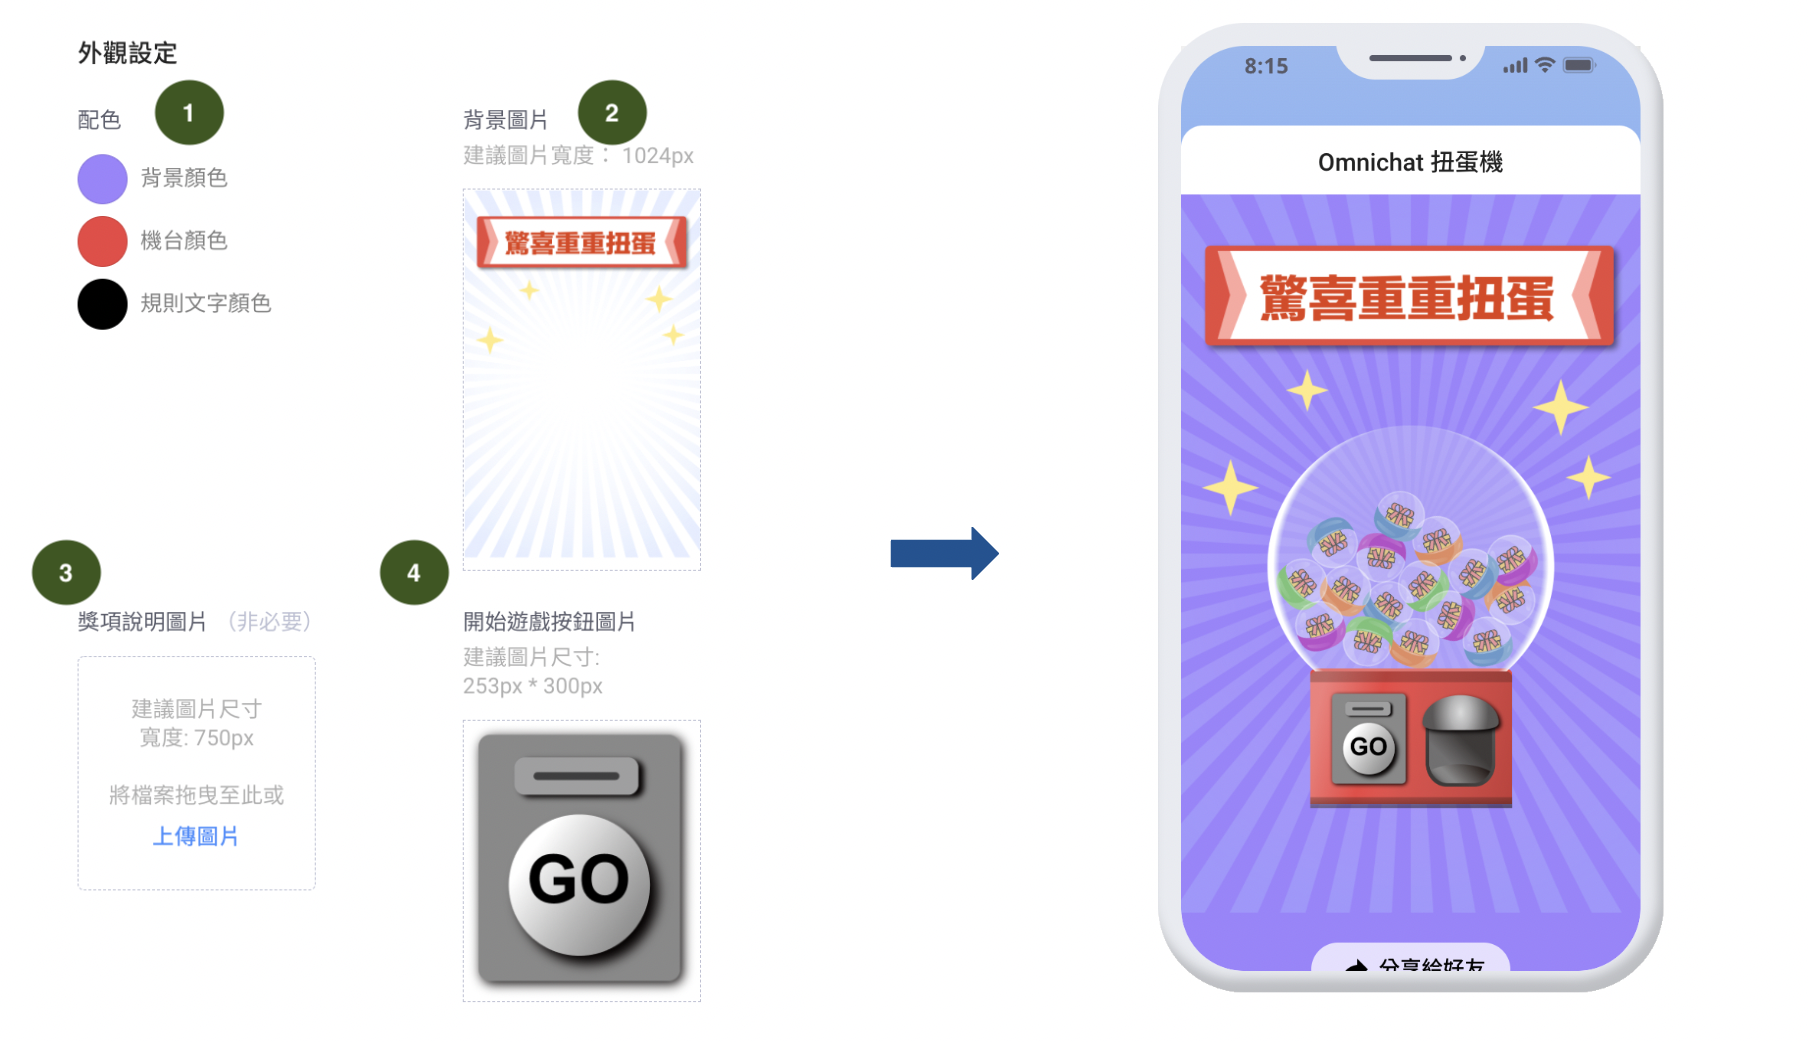 外觀設定
配色
1
背景顏色
機台顏色
規則文字顏色
背景圖片
2
建議圖片寬度： 1024px
驚喜重重扭蛋
3
獎項說明圖片 （非必要）
建議圖片尺寸
寬度: 750px
將檔案拖曳至此或
上傳圖片
4
開始遊戲按鈕圖片
建議圖片尺寸:
253px * 300px
GO
8:15
Omnichat 扭蛋機
驚喜重重扭蛋
GO
分享給好友